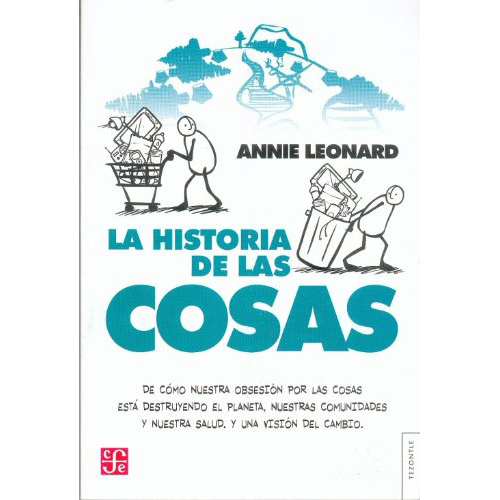 ANNIE LEONARD
LA HISTORIA
DE LAS
COSAS
DE CÓMO NUESTRA OBSESIÓN POR LAS COSAS
ESTÁ DESTRUYENDO EL PLANETA, NUESTRAS COMUNIDADES
Y NUESTRA SALUD. Y UNA VISIÓN DEL CAMBIO.
cfe
TEZONTLE